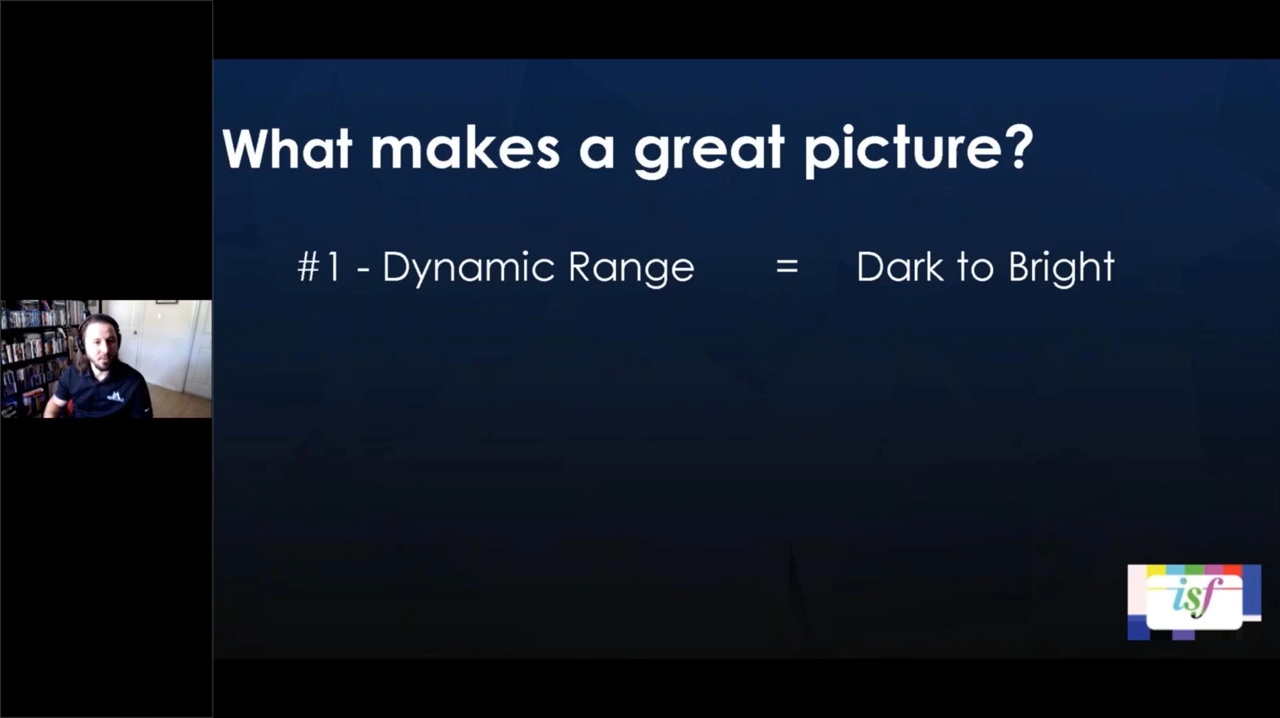 What makes a great picture?
#1 - Dynamic Range = Dark to Bright
isf